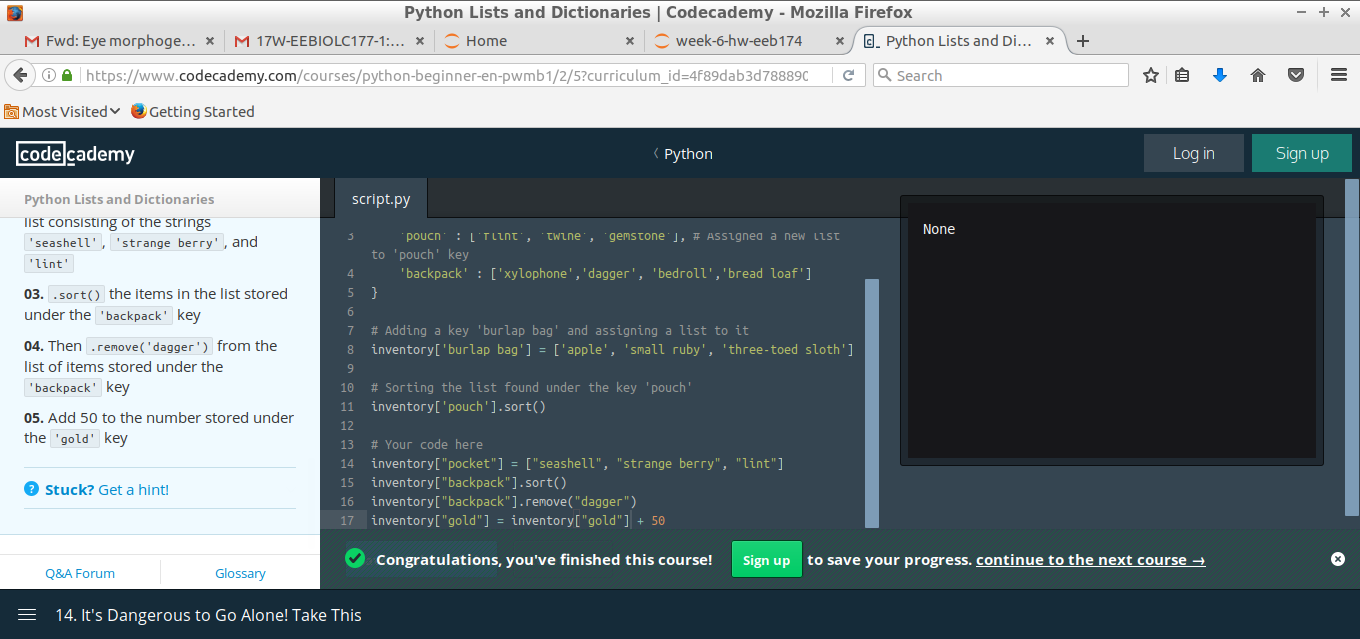 Python Lists and Dictionaries | Codecademy - Mozilla Firefox
Fwd: Eye morphoge...
17W-EEBIOLC177-1:...
Home
week-6-hw-eeb174
Python Lists and Di...
https://www.codecademy.com/courses/python-beginner-en-pwmb1/2/5?curriculum_id=4f89dab3d788890
Search
Most Visited
Getting Started
codecademy
Python
Log in
Sign up
Python Lists and Dictionaries
list consisting of the strings
'seashell', 'strange berry', and
'lint'
03. .sort() the items in the list stored
under the 'backpack' key
04. Then .remove('dagger') from the
list of items stored under the
'backpack' key
05. Add 50 to the number stored under
the 'gold' key
Stuck? Get a hint!
Q&A Forum
Glossary
script.py
3 'pouch' : ['flint', 'twine', 'gemstone'], # Assigned a new list
to 'pouch' key
4 'backpack' : ['xylophone','dagger', 'bedroll','bread loaf']
5 }
6
7 # Adding a key 'burlap bag' and assigning a list to it
8 inventory['burlap bag'] = ['apple', 'small ruby', 'three-toed sloth']
9
10 # Sorting the list found under the key 'pouch'
11 inventory['pouch'].sort()
12
13 # Your code here
14 inventory["pocket"] = ["seashell", "strange berry", "lint"]
15 inventory["backpack"].sort()
16 inventory["backpack"].remove("dagger")
17 inventory["gold"] = inventory["gold"] + 50
None
Congratulations, you've finished this course!
Sign up
to save your progress. continue to the next course →
14. It's Dangerous to Go Alone! Take This